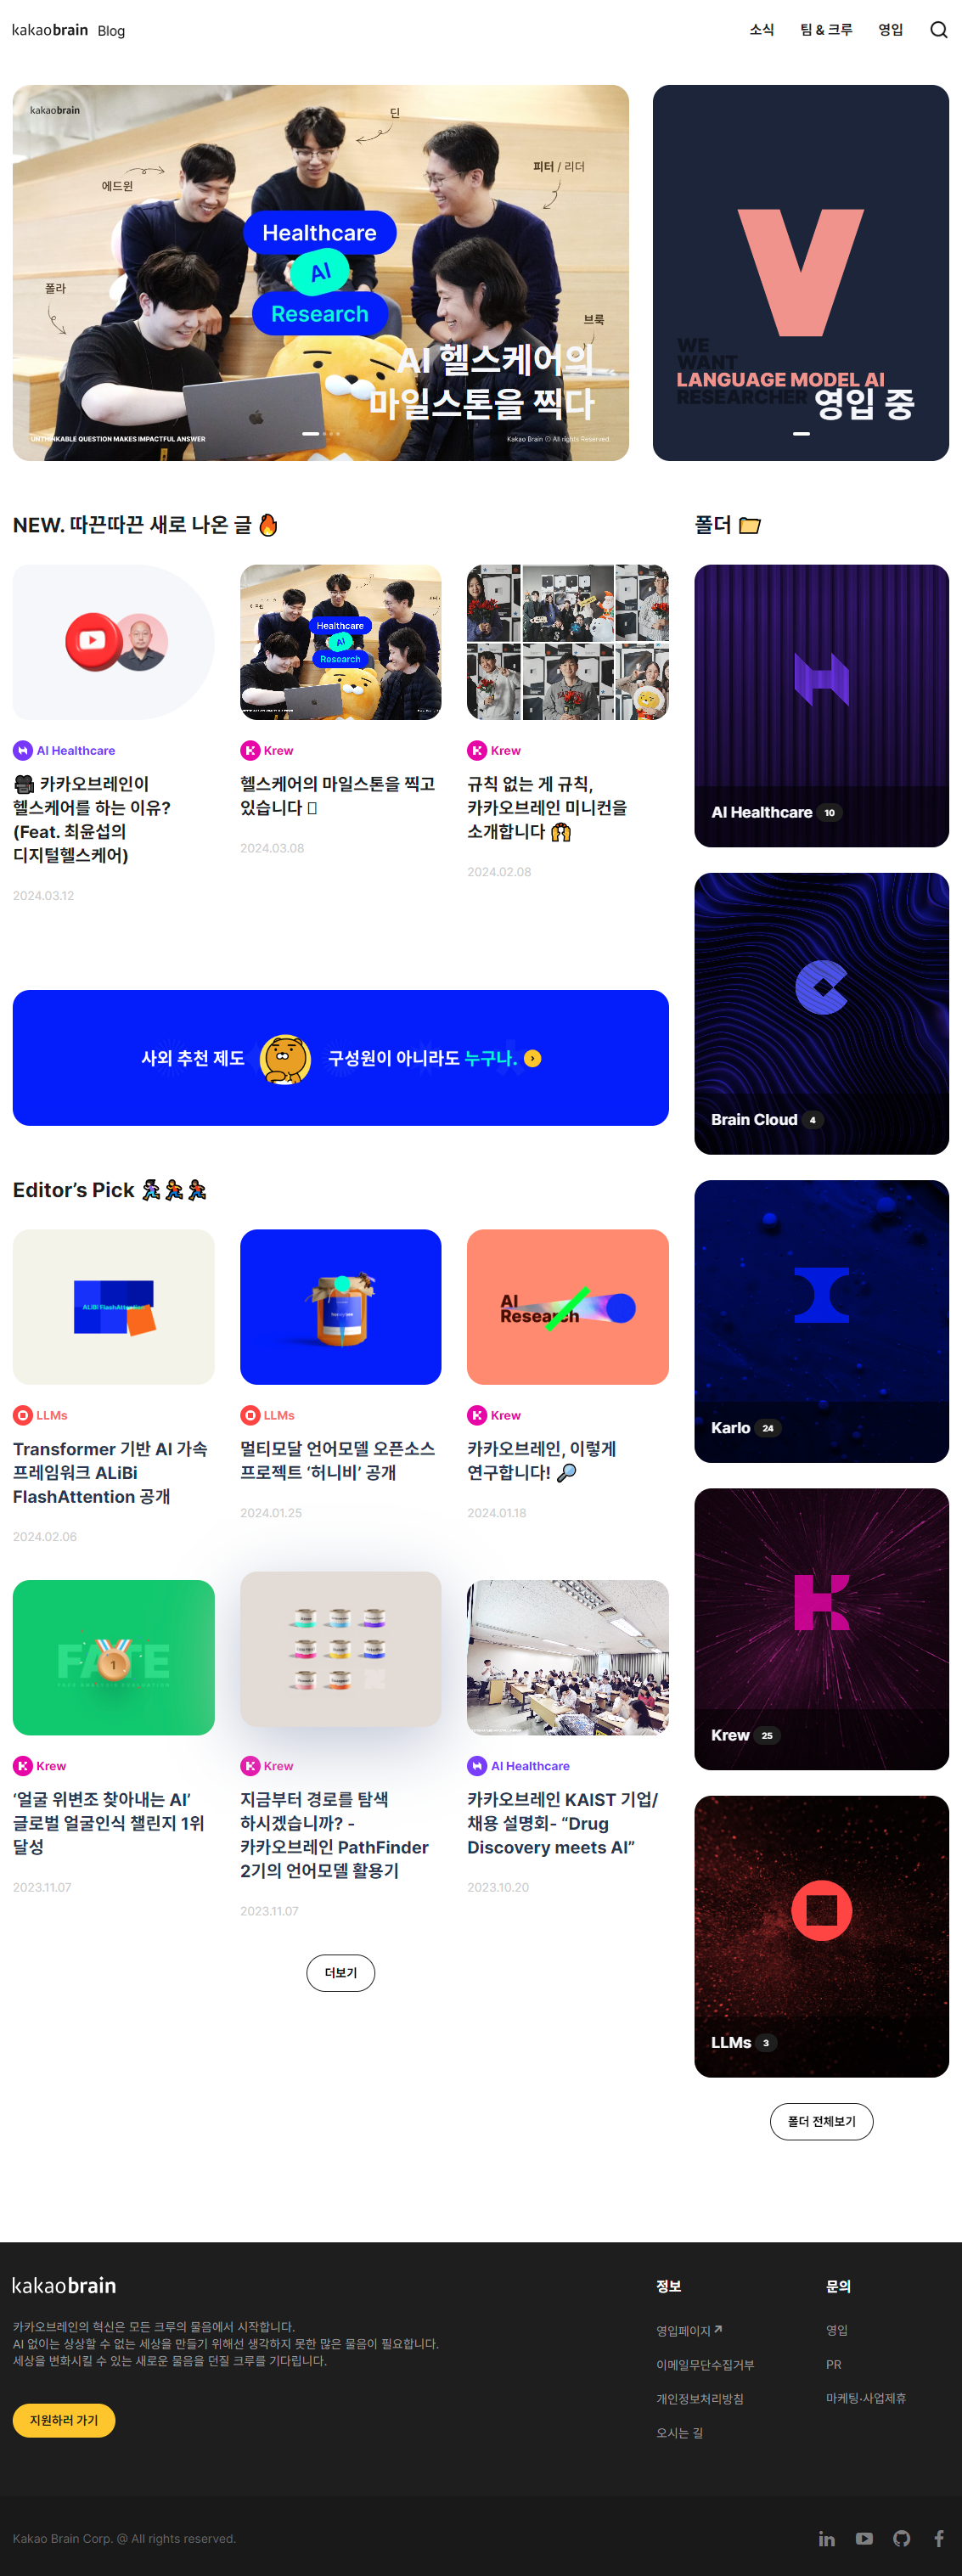 kakaobrain Blog
소식
팀 & 크루
영입
kakaobrain
딘
에드윈
피터 / 리더
폴라
브룩
Healthcare
AI
Research
AI 헬스케어의
마일스톤을 찍다
UNTHINKABLE QUESTION MAKES IMPACTFUL ANSWER
Kakao Brain © All rights Reserved.
WE
WANT
LANGUAGE MODEL AI
RESEARCHER
영입 중
NEW. 따끈따끈 새로 나온 글 🔥
AI Healthcare
🎥 카카오브레인이
헬스케어를 하는 이유?
(Feat. 최윤섭의
디지털헬스케어)
2024.03.12
Healthcare
AI
Research
Krew
헬스케어의 마일스톤을 찍고
있습니다
2024.03.08
Krew
규칙 없는 게 규칙,
카카오브레인 미니컨을
소개합니다 🙌
2024.02.08
사외 추천 제도
구성원이 아니라도 누구나.
Editor’s Pick
ALiBi FlashAttention
LLMs
Transformer 기반 AI 가속
프레임워크 ALiBi
FlashAttention 공개
2024.02.06
LLMs
멀티모달 언어모델 오픈소스
프로젝트 ‘허니비’ 공개
2024.01.25
AI
Research
Krew
카카오브레인, 이렇게
연구합니다! 🔎
2024.01.18
FATE
1
Krew
‘얼굴 위변조 찾아내는 AI’
글로벌 얼굴인식 챌린지 1위
달성
2023.11.07
Krew
지금부터 경로를 탐색
하시겠습니까? -
카카오브레인 PathFinder
2기의 언어모델 활용기
2023.11.07
AI Healthcare
카카오브레인 KAIST 기업/
채용 설명회- “Drug
Discovery meets AI”
2023.10.20
더보기
폴더 📁
AI Healthcare 10
Brain Cloud 4
Karlo 24
Krew 25
LLMs 3
폴더 전체보기
kakaobrain
카카오브레인의 혁신은 모든 크루의 물음에서 시작합니다.
AI 없이는 상상할 수 없는 세상을 만들기 위해선 생각하지 못한 많은 물음이 필요합니다.
세상을 변화시킬 수 있는 새로운 물음을 던질 크루를 기다립니다.
지원하러 가기
정보
영입페이지
이메일무단수집거부
개인정보처리방침
오시는 길
문의
영입
PR
마케팅·사업제휴
Kakao Brain Corp. @ All rights reserved.